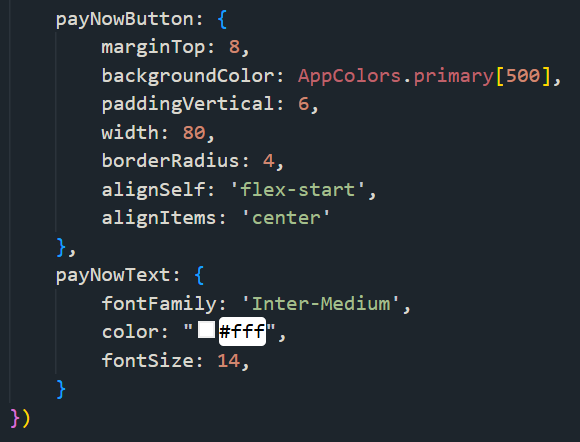 payNowButton: {
marginTop: 8,
backgroundColor: AppColors.primary[500],
paddingVertical: 6,
width: 80,
borderRadius: 4,
alignSelf: 'flex-start',
alignItems: 'center'
},
payNowText: {
fontFamily: 'Inter-Medium',
color: "#fff",
fontSize: 14,
}
})